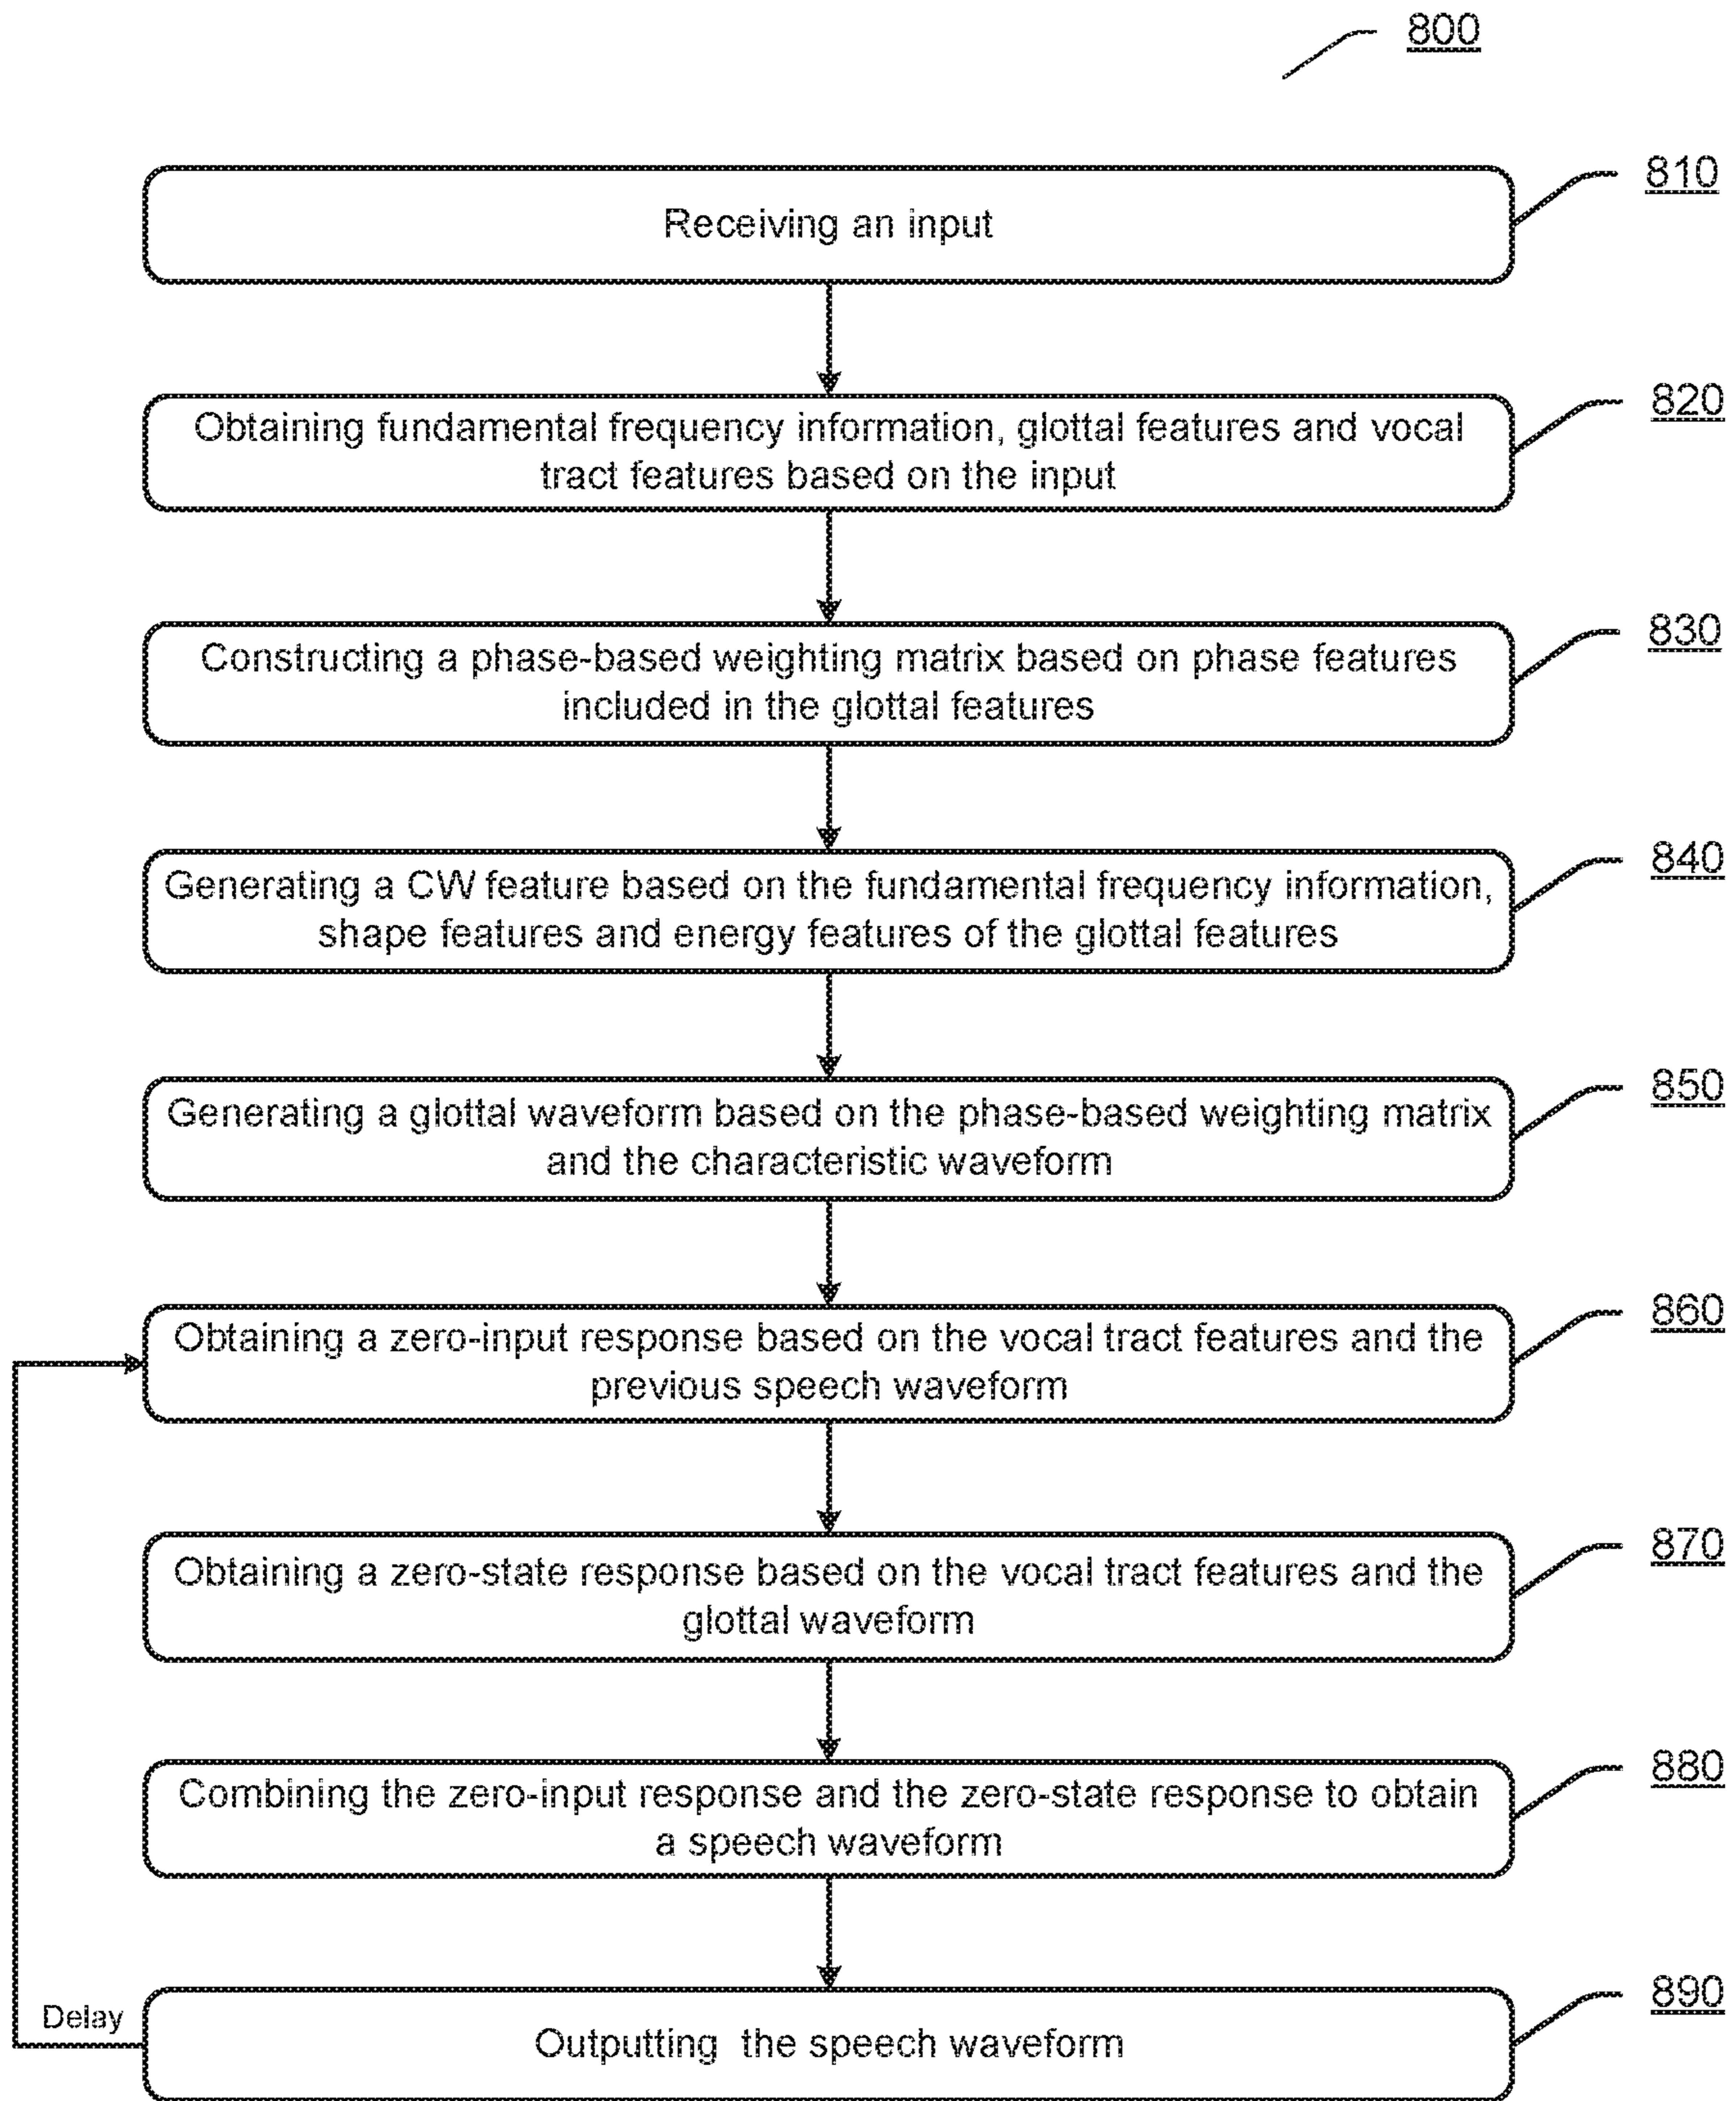 800
810
Receiving an input
820
Obtaining fundamental frequency information, glottal features and vocal
tract features based on the input
830
Constructing a phase-based weighting matrix based on phase features
included in the glottal features
840
Generating a CW feature based on the fundamental frequency information,
shape features and energy features of the glottal features
850
Generating a glottal waveform based on the phase-based weighting matrix
and the characteristic waveform
860
Obtaining a zero-input response based on the vocal tract features and the
previous speech waveform
870
Obtaining a zero-state response based on the vocal tract features and the
glottal waveform
880
Combining the zero-input response and the zero-state response to obtain
a speech waveform
890
Delay
Outputting the speech waveform